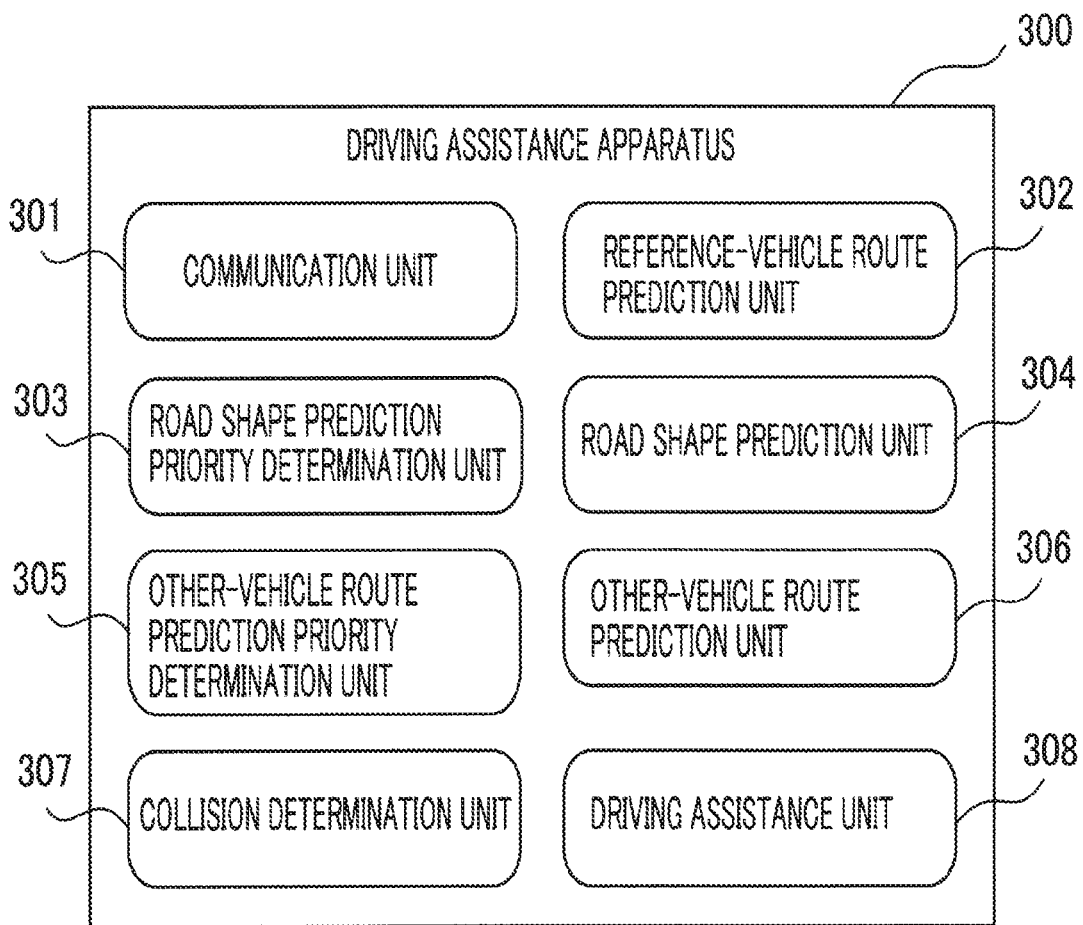 300
DRIVING ASSISTANCE APPARATUS
301
COMMUNICATION UNIT
302
REFERENCE-VEHICLE ROUTE
PREDICTION UNIT
303
ROAD SHAPE PREDICTION
PRIORITY DETERMINATION UNIT
304
ROAD SHAPE PREDICTION UNIT
305
OTHER-VEHICLE ROUTE
PREDICTION PRIORITY
DETERMINATION UNIT
306
OTHER-VEHICLE ROUTE
PREDICTION UNIT
307
COLLISION DETERMINATION UNIT
308
DRIVING ASSISTANCE UNIT